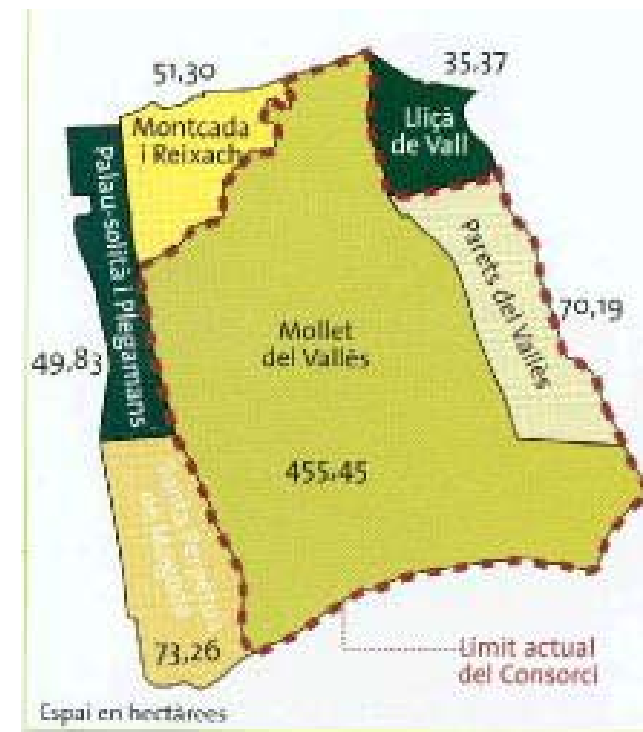 51,30
35,37
Montcada
i Reixach
Lliçà
de Vall
Palau-solità i Plegamans
Parets del Vallès
70,19
Mollet
del Vallès
49,83
455,45
73,26
Límit actual
del Consorci
Espai en hectàrees